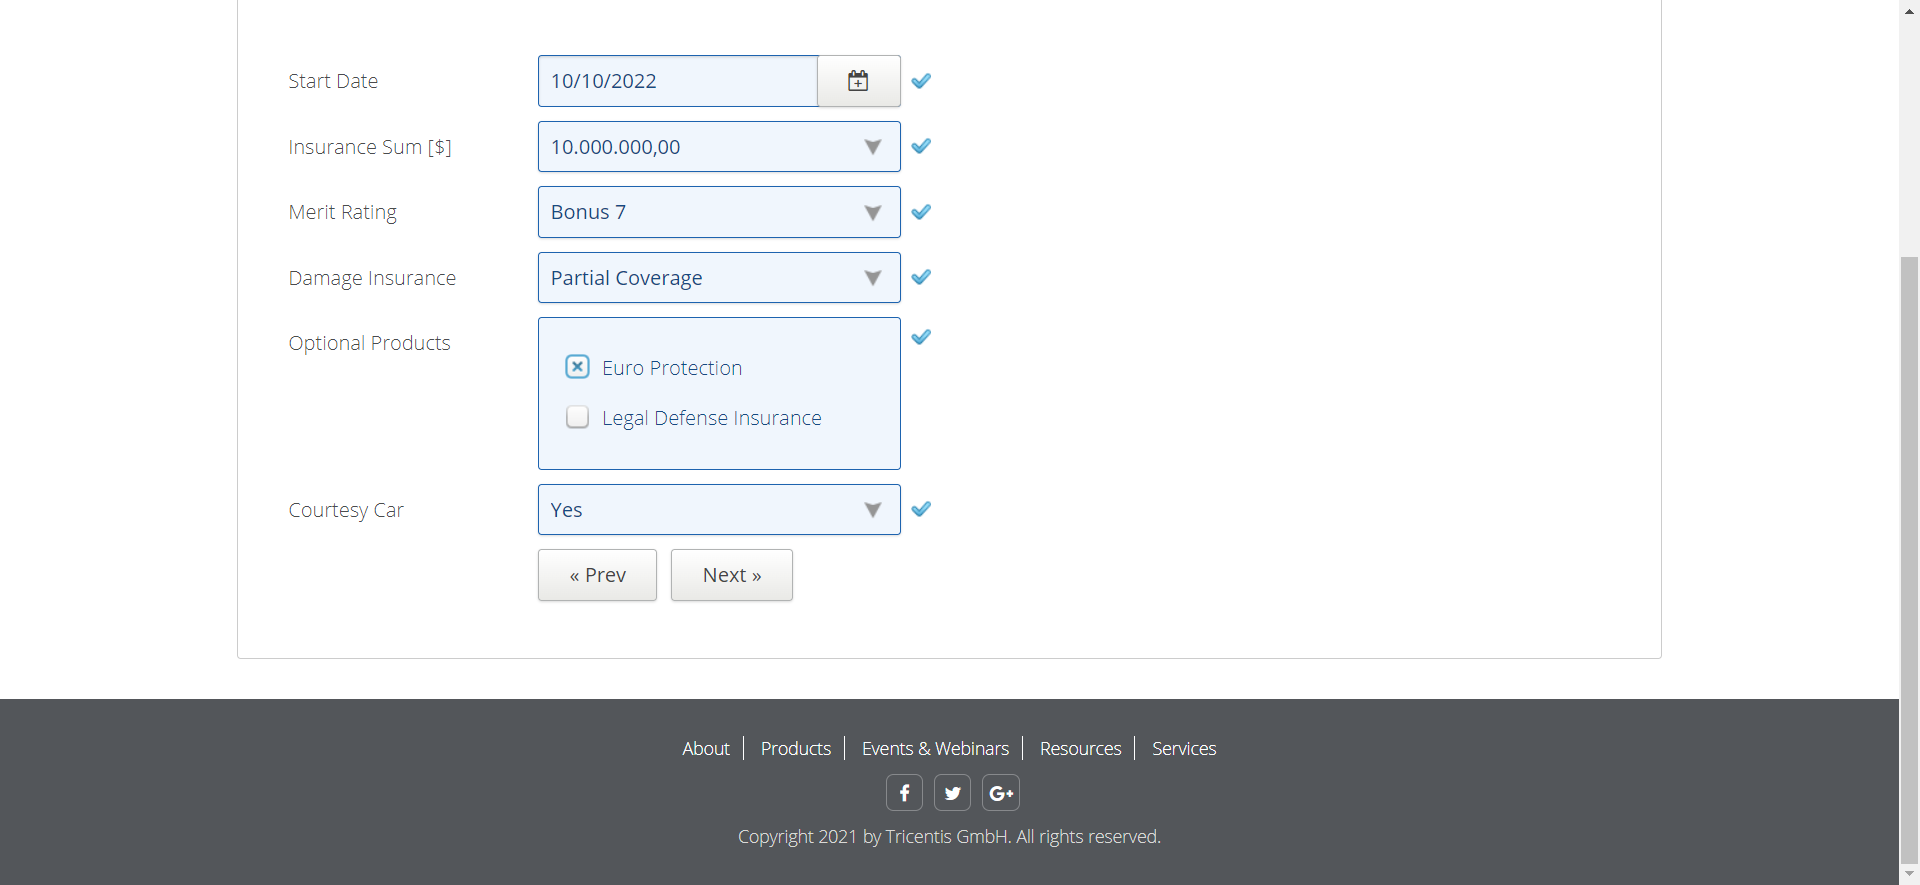 Start Date 10/10/2022
Insurance Sum [$] 10.000.000,00
Merit Rating Bonus 7
Damage Insurance Partial Coverage
Optional Products
Euro Protection
Legal Defense Insurance
Courtesy Car Yes
« Prev Next »
About Products Events & Webinars Resources Services
f G+
Copyright 2021 by Tricentis GmbH. All rights reserved.